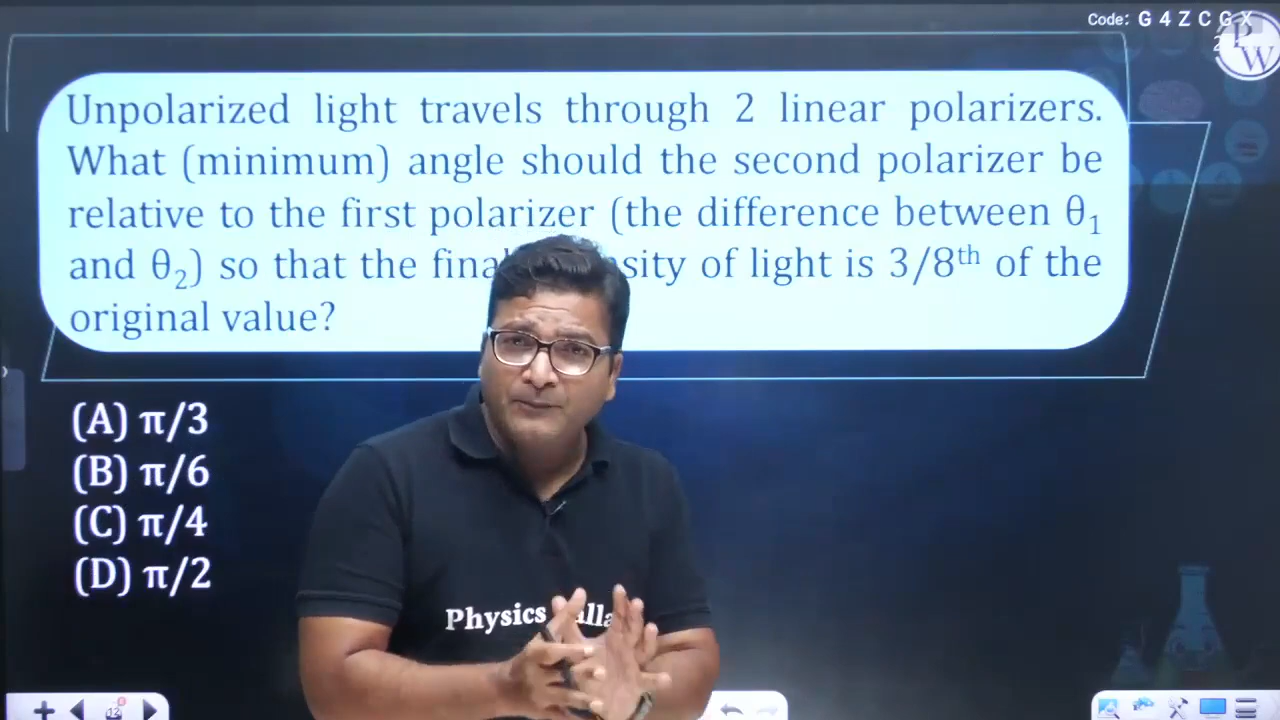 Code: G 4 Z C G X
P
W
Unpolarized light travels through 2 linear polarizers.
What (minimum) angle should the second polarizer be
relative to the first polarizer (the difference between θ₁
and θ₂) so that the final sity of light is 3/8ᵗʰ of the
original value?
(A) π/3
(B) π/6
(C) π/4
(D) π/2
Physics
12